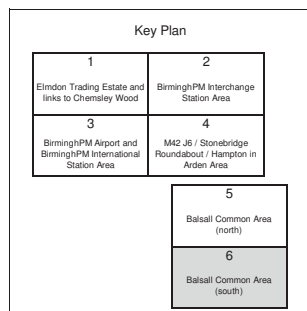 Key Plan
1
Elmdon Trading Estate and
links to Chemsley Wood
2
BirminghPM Interchange
Station Area
3
BirminghPM Airport and
BirminghPM International
Station Area
4
M42 J6 / Stonebridge
Roundabout / Hampton in
Arden Area
5
Balsall Common Area
(north)
6
Balsall Common Area
(south)